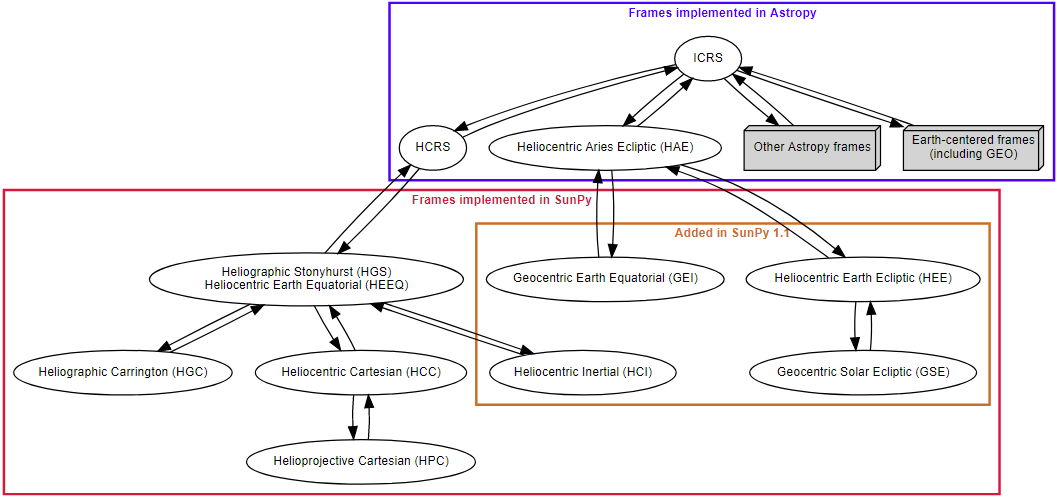 Frames implemented in Astropy
ICRS
HCRS
Heliocentric Aries Ecliptic (HAE)
Other Astropy frames
Earth-centered frames
(including GEO)
Frames implemented in SunPy
Added in SunPy 1.1
Heliographic Stonyhurst (HGS)
Heliocentric Earth Equatorial (HEEQ)
Geocentric Earth Equatorial (GEI)
Heliocentric Earth Ecliptic (HEE)
Heliographic Carrington (HGC)
Heliocentric Cartesian (HCC)
Heliocentric Inertial (HCI)
Geocentric Solar Ecliptic (GSE)
Helioprojective Cartesian (HPC)